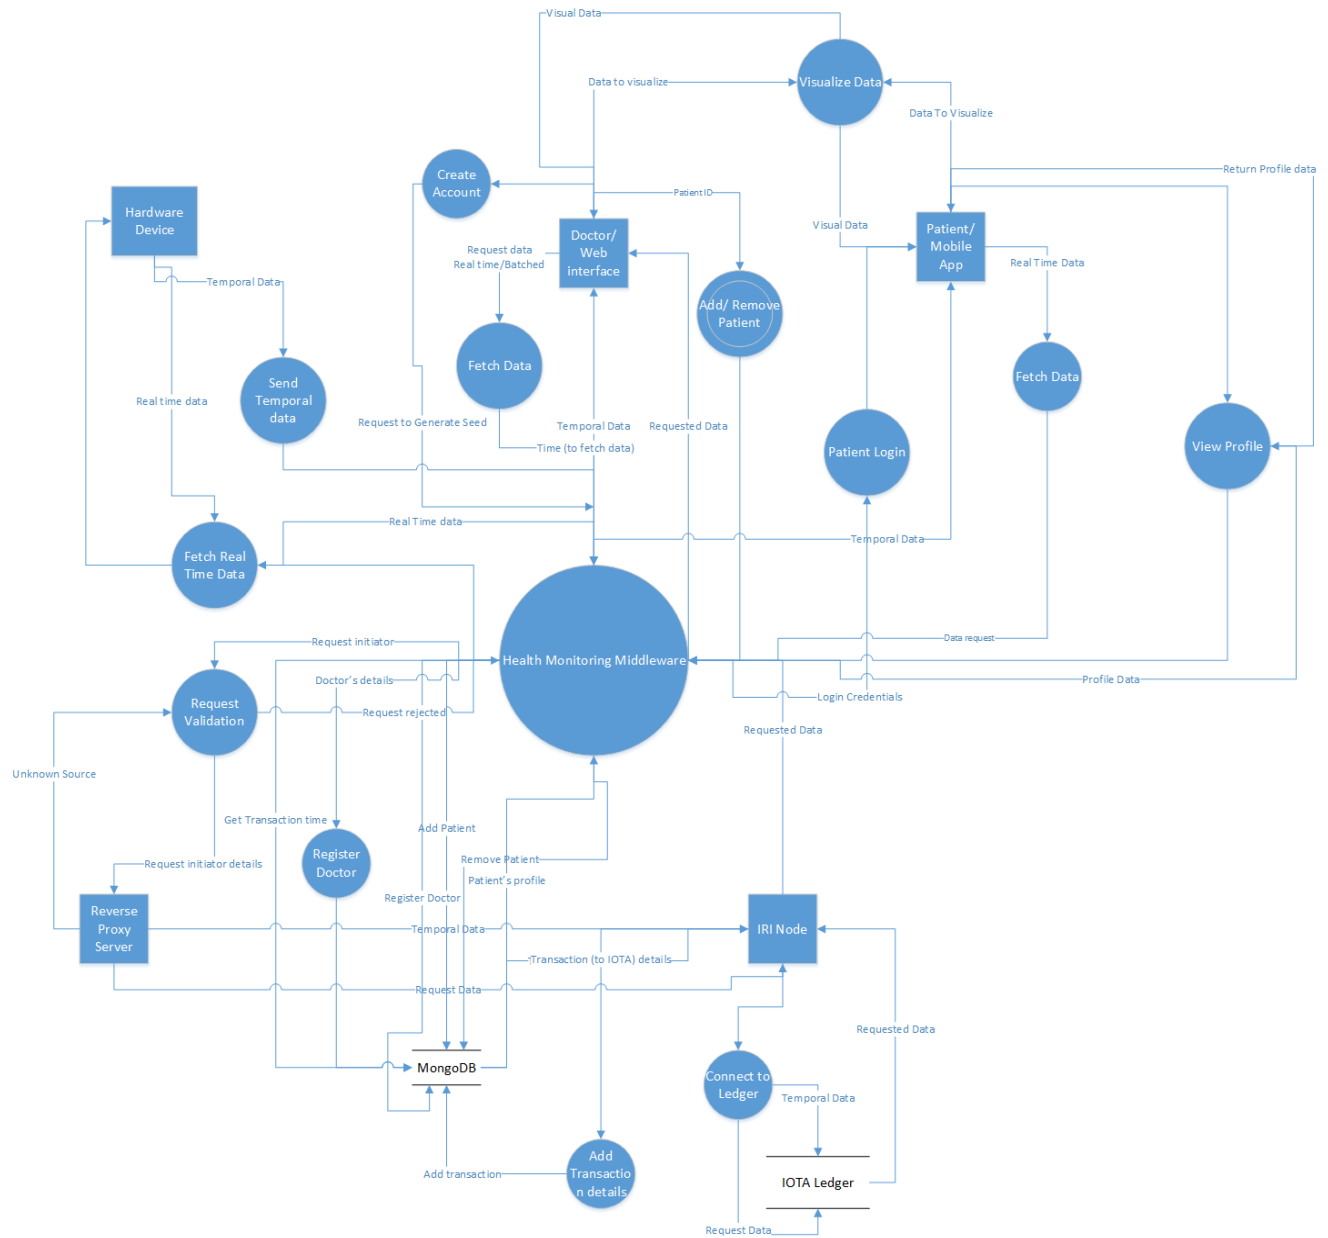 Visual Data
Data to visualize
Visualize Data
Data To Visualize
Return Profile data
Create
Account
Patient ID
Hardware
Device
Doctor/
Web
interface
Request data
Real time/Batched
Visual Data
Patient/
Mobile
App
Real Time Data
Temporal Data
Add/ Remove
Patient
Fetch Data
Fetch Data
Send
Temporal
data
Real time data
Request to Generate Seed
Temporal Data
Requested Data
Time (to fetch data)
Patient Login
View Profile
Real Time data
Temporal Data
Fetch Real
Time Data
Request initiator
Data request
Health Monitoring Middleware
Doctor's details
Profile Data
Login Credentials
Request
Validation
Request rejected
Requested Data
Unknown Source
Get Transaction time
Add Patient
Register
Doctor
Remove Patient
Request initiator details
Patient's profile
Register Doctor
Reverse
Proxy
Server
Temporal Data
IRI Node
Transaction (to IOTA) details
Request Data
Requested Data
MongoDB
Connect to
Ledger
Temporal Data
Add
Transactio
n details
Add transaction
IOTA Ledger
Request Data